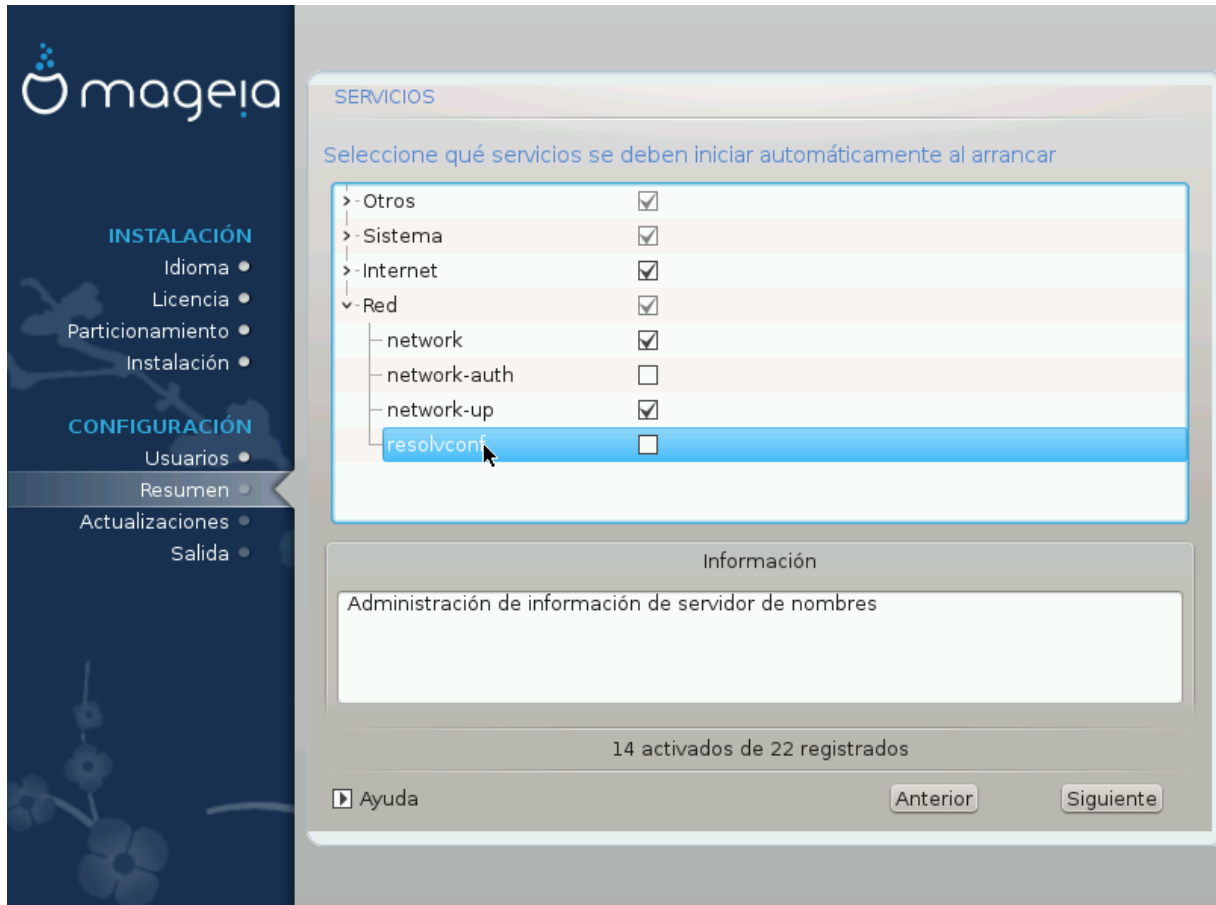 mageia
INSTALACIÓN
Idioma
Licencia
Particionamiento
Instalación
CONFIGURACIÓN
Usuarios
Resumen
Actualizaciones
Salida
SERVICIOS
Seleccione qué servicios se deben iniciar automáticamente al arrancar
Otros
Sistema
Internet
Red
network
network-auth
network-up
resolvconf
Información
Administración de información de servidor de nombres
14 activados de 22 registrados
Ayuda
Anterior
Siguiente